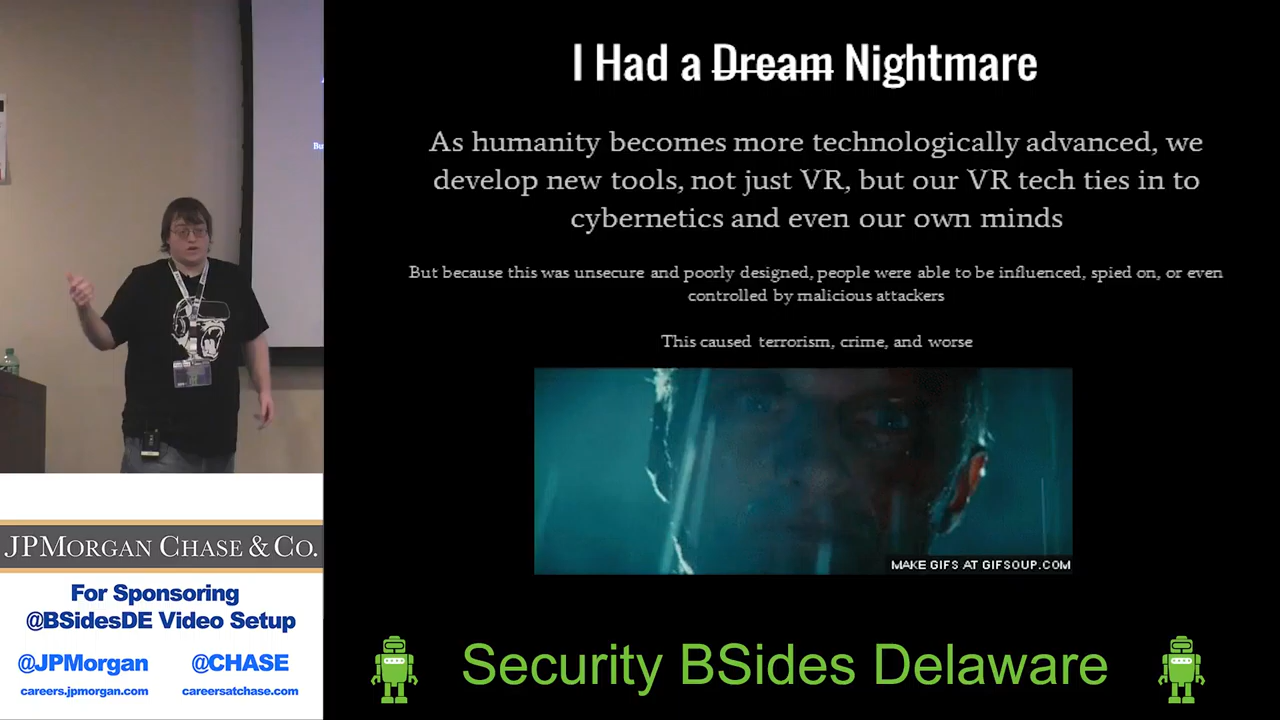 I Had a Dream Nightmare
As humanity becomes more technologically advanced, we
develop new tools, not just VR, but our VR tech ties in to
cybernetics and even our own minds
But because this was unsecure and poorly designed, people were able to be influenced, spied on, or even
controlled by malicious attackers
This caused terrorism, crime, and worse
MAKE GIFS AT GIFSOUP.COM
JPMORGAN CHASE & CO.
For Sponsoring
@BSidesDE Video Setup
@JPMorgan @CHASE
careers.jpmorgan.com careersatchase.com
Security BSides Delaware